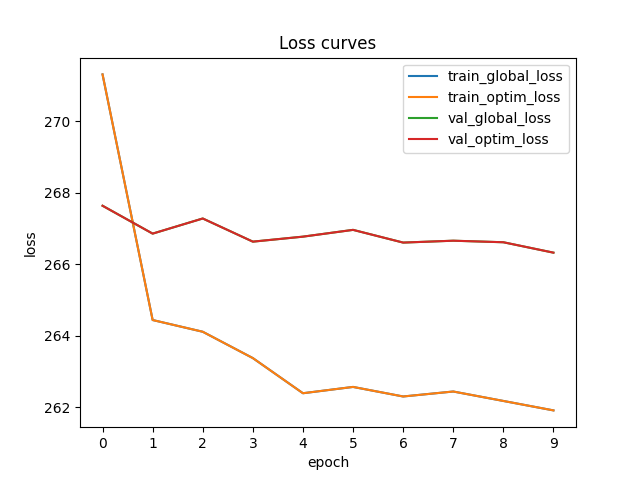 Loss curves
train_global_loss
train_optim_loss
val_global_loss
val_optim_loss
270
268
266
264
262
loss
0 1 2 3 4 5 6 7 8 9
epoch